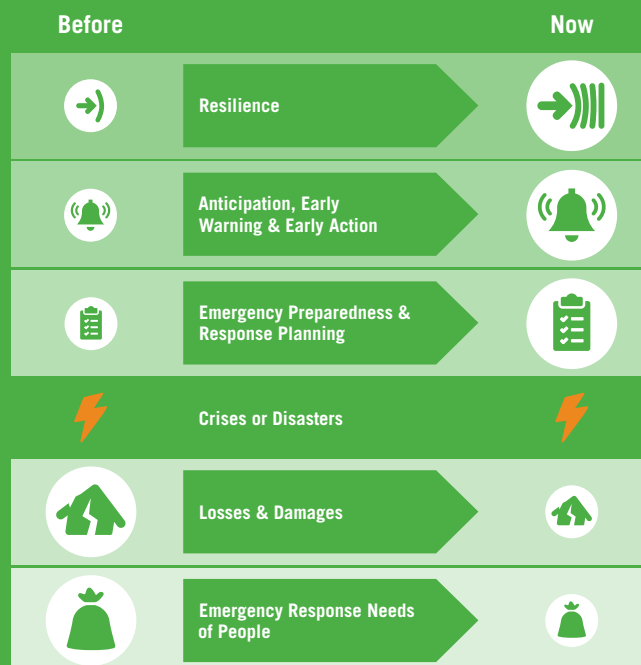 Before
Now
Resilience
Anticipation, Early
Warning & Early Action
Emergency Preparedness &
Response Planning
Crises or Disasters
Losses & Damages
Emergency Response Needs
of People